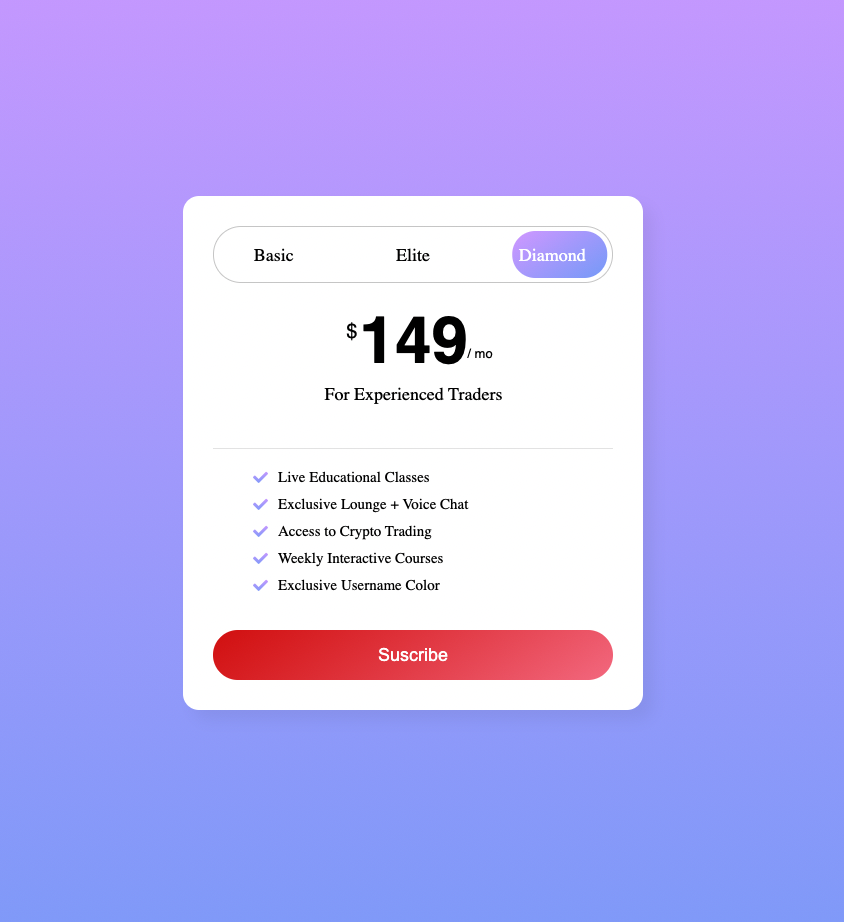 Basic Elite Diamond
$149/ mo
For Experienced Traders
Live Educational Classes
Exclusive Lounge + Voice Chat
Access to Crypto Trading
Weekly Interactive Courses
Exclusive Username Color
Suscribe